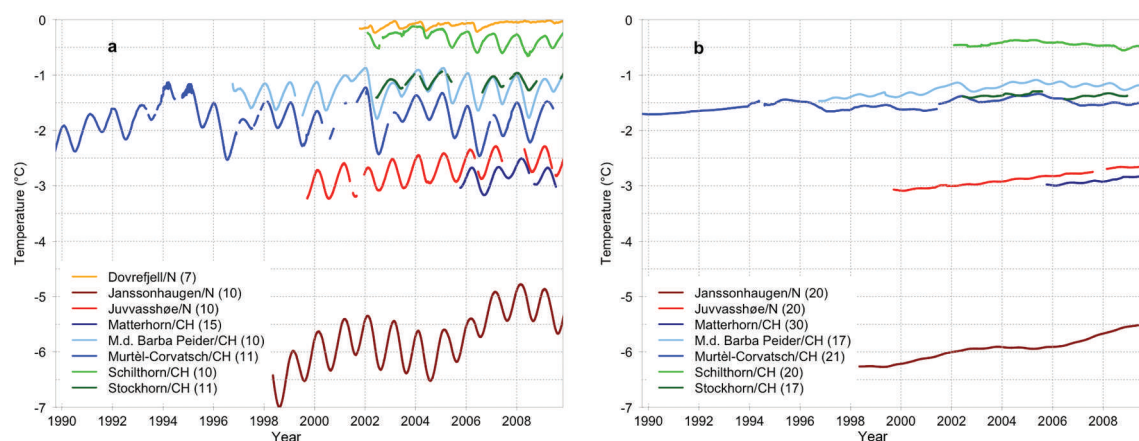 a
0
-1
-2
-3
-4
-5
-6
-7
Temperature (°C)
Dovrefjell/N (7)
Janssonhaugen/N (10)
Juvvasshøe/N (10)
Matterhorn/CH (15)
M.d. Barba Peider/CH (10)
Murtèl-Corvatsch/CH (11)
Schilthorn/CH (10)
Stockhorn/CH (11)
1990 1992 1994 1996 1998 2000 2002 2004 2006 2008
Year
b
0
-1
-2
-3
-4
-5
-6
-7
Temperature (°C)
Janssonhaugen/N (20)
Juvvasshøe/N (20)
Matterhorn/CH (30)
M.d. Barba Peider/CH (17)
Murtèl-Corvatsch/CH (21)
Schilthorn/CH (20)
Stockhorn/CH (17)
1990 1992 1994 1996 1998 2000 2002 2004 2006 2008
Year